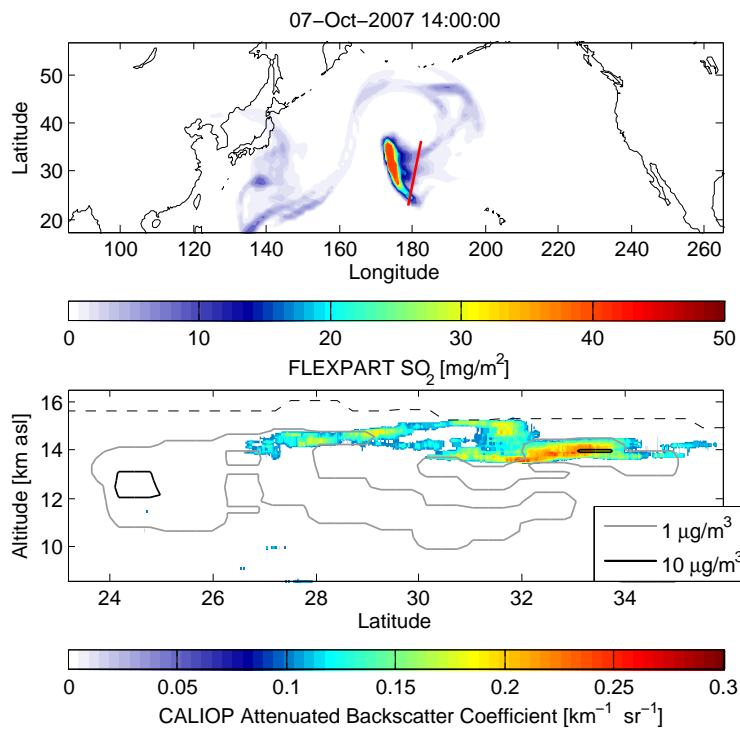 07−Oct−2007 14:00:00
50
40
30
20
Latitude
100 120 140 160 180 200 220 240 260
Longitude
0 10 20 30 40 50
FLEXPART SO2 [mg/m2]
16
14
12
10
Altitude [km asl]
1 μg/m3
10 μg/m3
24 26 28 30 32 34
Latitude
0 0.05 0.1 0.15 0.2 0.25 0.3
CALIOP Attenuated Backscatter Coefficient [km−1 sr−1]